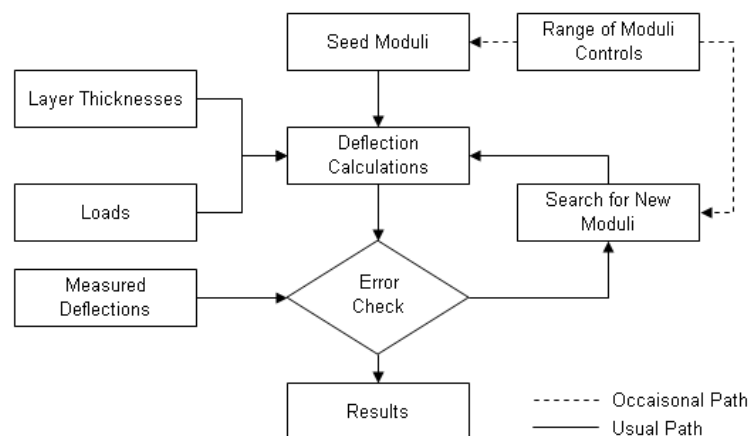 Seed Moduli
Range of Moduli
Controls
Layer Thicknesses
Deflection
Calculations
Loads
Search for New
Moduli
Measured
Deflections
Error
Check
Results
Occaisonal Path
Usual Path